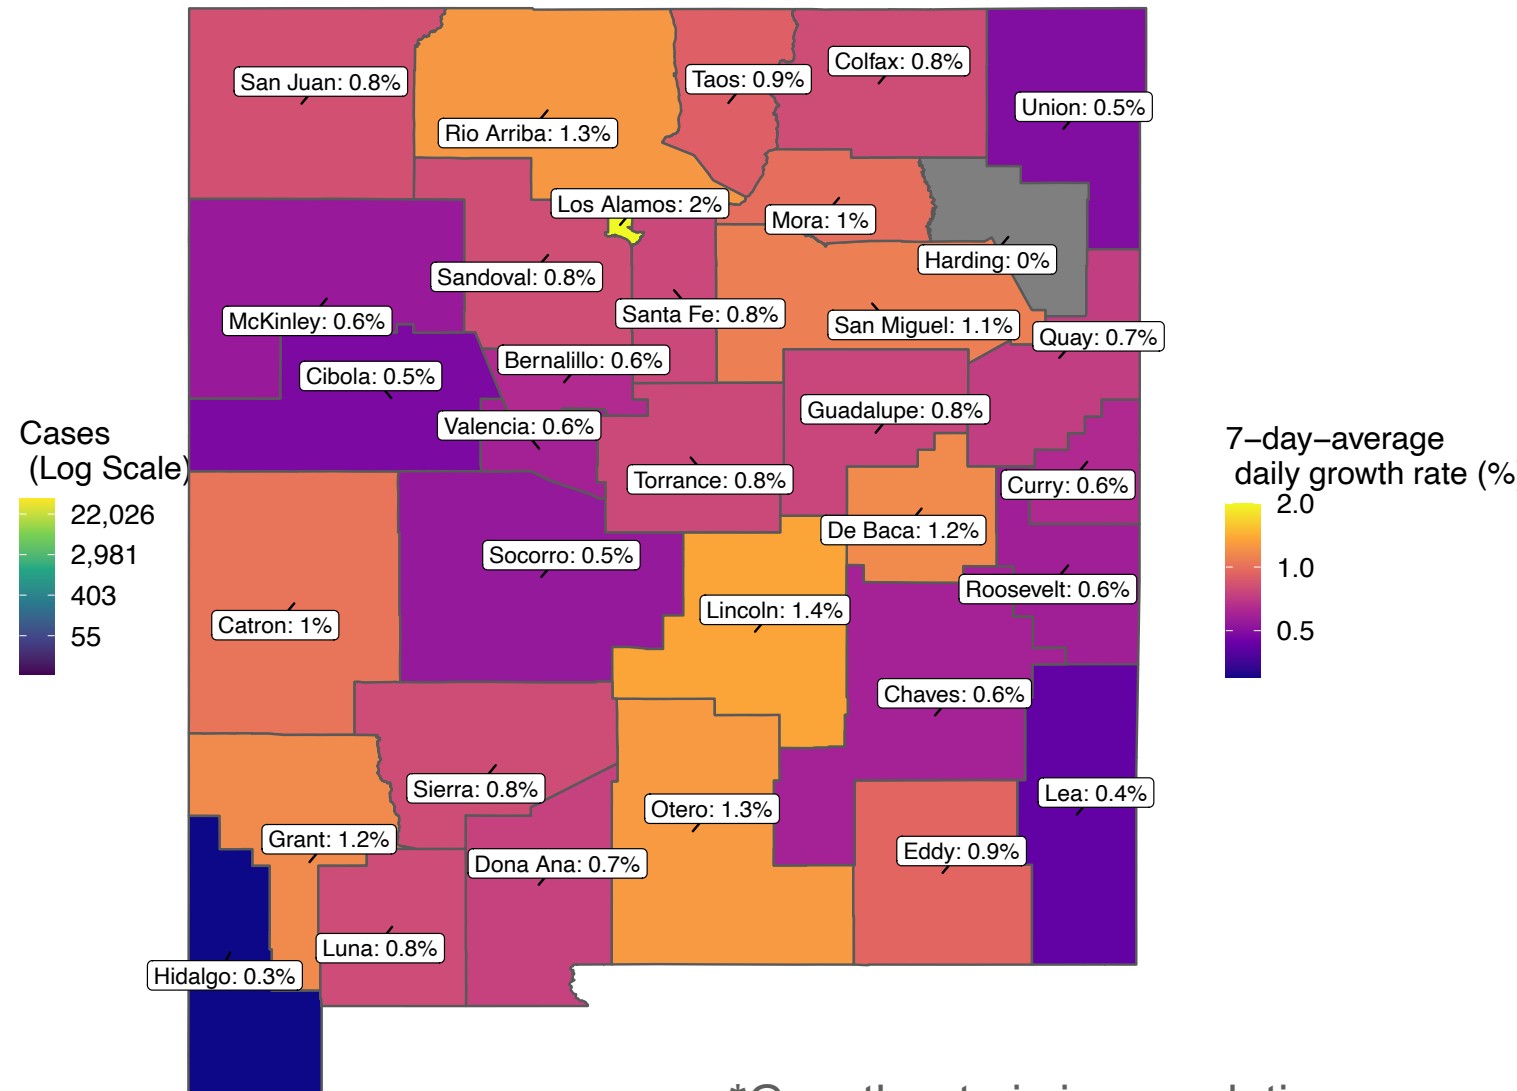 San Juan: 0.8%
Rio Arriba: 1.3%
Taos: 0.9%
Colfax: 0.8%
Union: 0.5%
Los Alamos: 2%
Mora: 1%
Harding: 0%
Sandoval: 0.8%
McKinley: 0.6%
Santa Fe: 0.8%
San Miguel: 1.1%
Quay: 0.7%
Bernalillo: 0.6%
Cibola: 0.5%
Valencia: 0.6%
Guadalupe: 0.8%
Torrance: 0.8%
Curry: 0.6%
De Baca: 1.2%
Socorro: 0.5%
Roosevelt: 0.6%
Catron: 1%
Lincoln: 1.4%
Chaves: 0.6%
Sierra: 0.8%
Otero: 1.3%
Lea: 0.4%
Grant: 1.2%
Dona Ana: 0.7%
Eddy: 0.9%
Luna: 0.8%
Hidalgo: 0.3%
Cases
(Log Scale)
22,026
2,981
403
55
7−day−average
daily growth rate (%
2.0
1.0
0.5